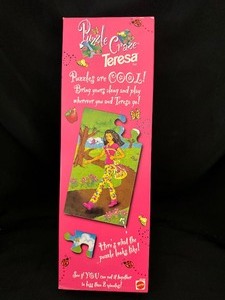 Puzzle Craze
Teresa
Puzzles are COOL!
Bring yours along and play
wherever you and Teresa go!
Here's what the
puzzle looks like!
See if YOU can put it together
in less than 2 minutes!